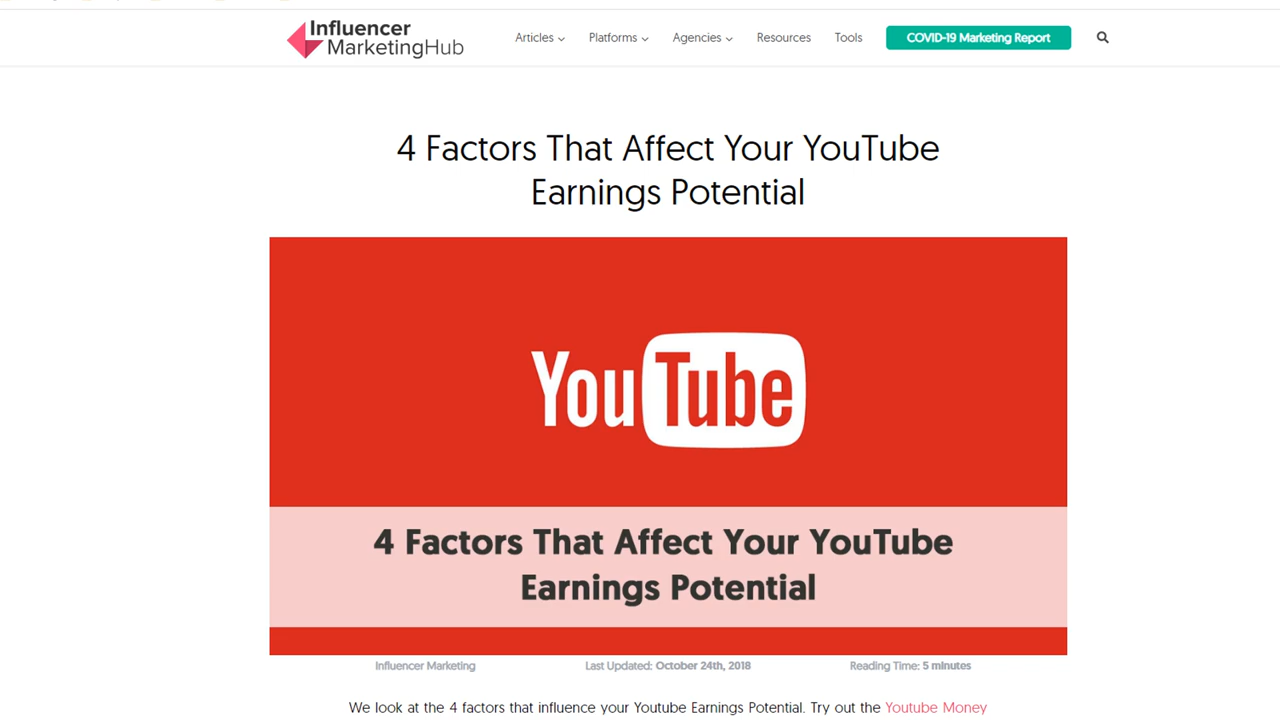 Influencer
MarketingHub
Articles Platforms Agencies Resources Tools COVID-19 Marketing Report
4 Factors That Affect Your YouTube
Earnings Potential
YouTube
4 Factors That Affect Your YouTube
Earnings Potential
Influencer Marketing Last Updated: October 24th, 2018 Reading Time: 5 minutes
We look at the 4 factors that influence your Youtube Earnings Potential. Try out the Youtube Money